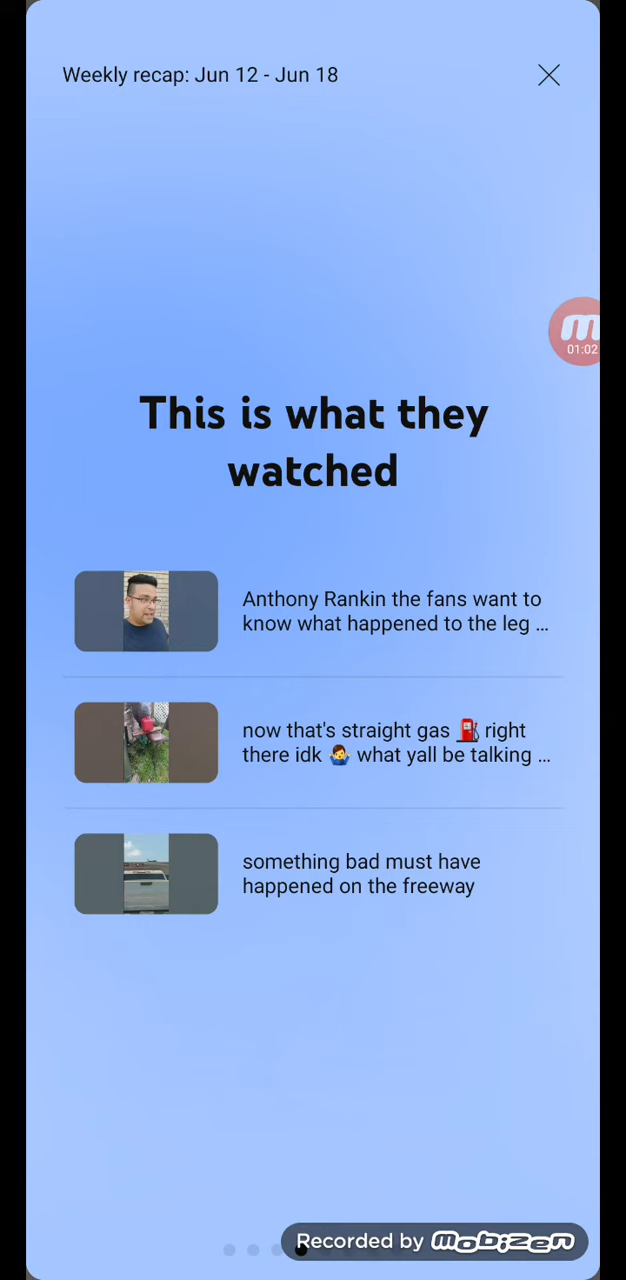 Weekly recap: Jun 12 - Jun 18
m
01:02
This is what they
watched
Anthony Rankin the fans want to
know what happened to the leg ...
now that's straight gas ⛽ right
there idk 🤷‍♂️ what yall be talking ...
something bad must have
happened on the freeway
Recorded by mobizen